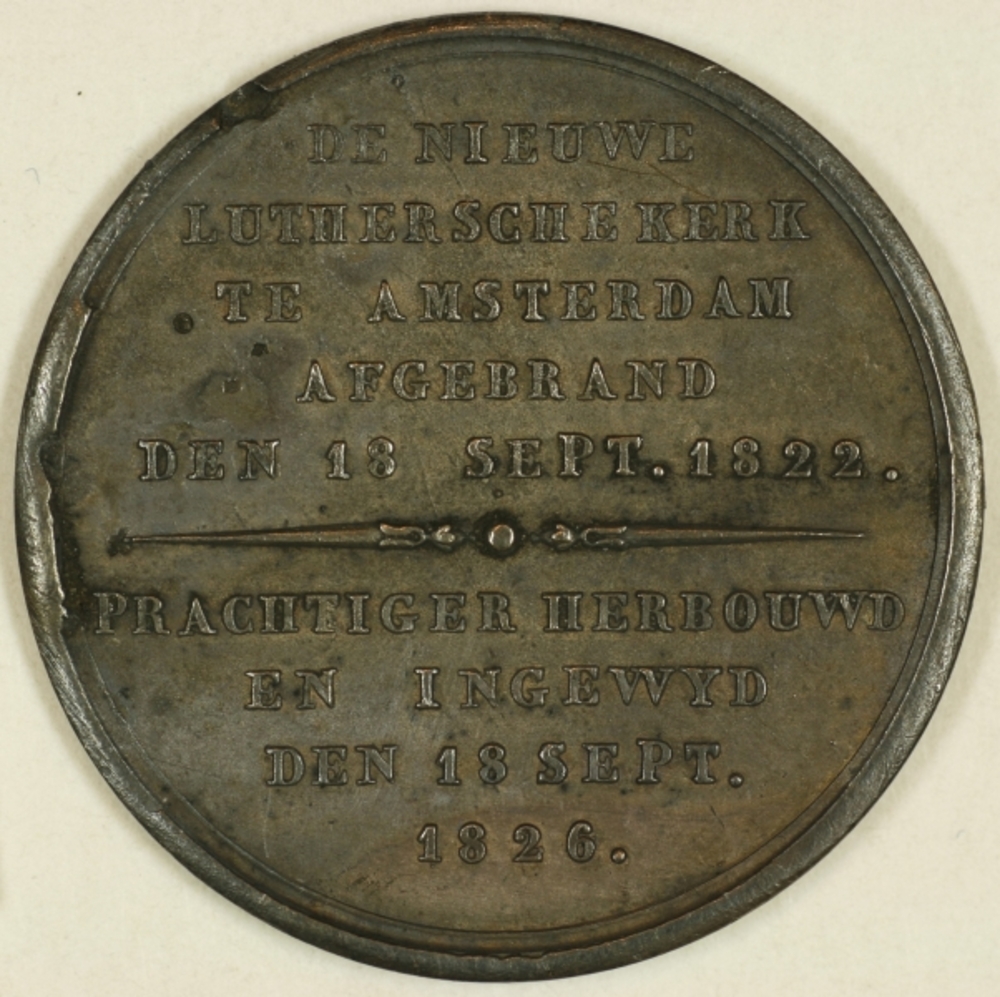 DE NIEUWE
LUTHERSCHE KERK
TE AMSTERDAM
AFGEBRAND
DEN 18 SEPT. 1822.
PRACHTIGER HERBOUWD
EN INGEWYD
DEN 18 SEPT.
1826.